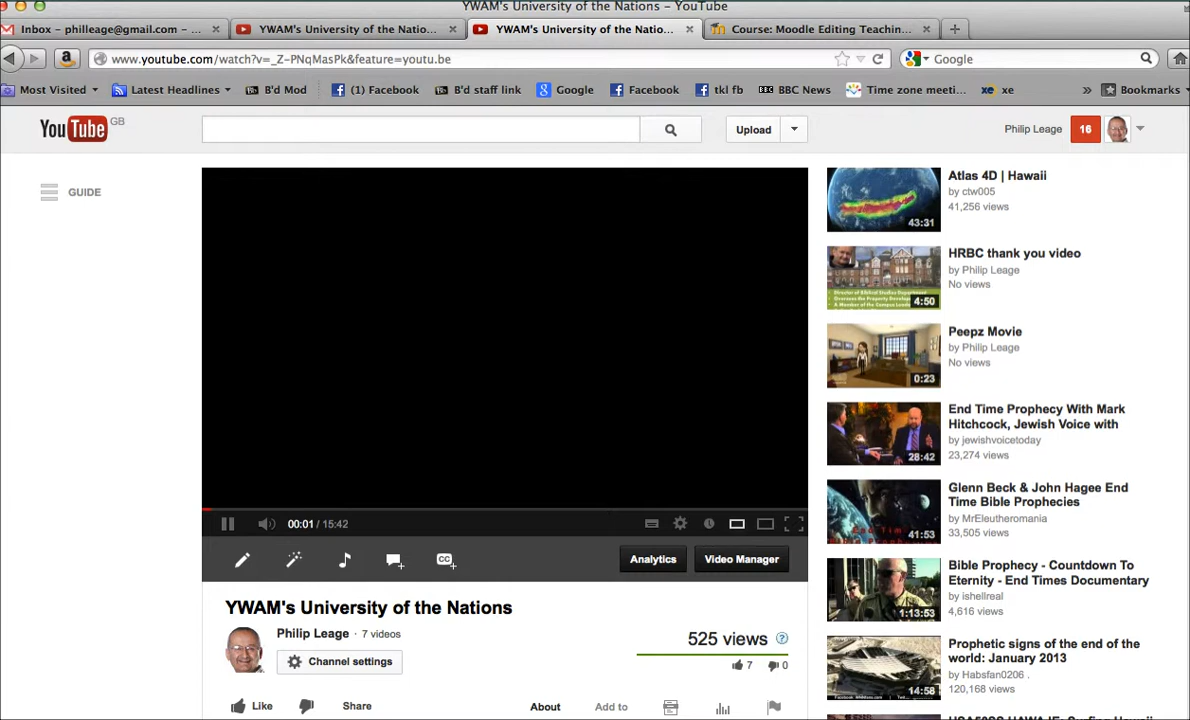 YWAM's University of the Nations – YouTube
Inbox – philleage@gmail.com – ...
YWAM's University of the Natio...
YWAM's University of the Natio...
Course: Moodle Editing Teachin...
www.youtube.com/watch?v=_Z-PNqMasPk&feature=youtu.be
Google
Most Visited
Latest Headlines
B'd Mod
(1) Facebook
B'd staff link
Google
Facebook
tkl fb
BBC News
Time zone meeti...
xe
Bookmarks
YouTube GB
Upload
Philip Leage
16
GUIDE
00:01 / 15:42
CC
Analytics
Video Manager
YWAM's University of the Nations
Philip Leage · 7 videos
Channel settings
525 views
7
0
Like
Share
About
Add to
Atlas 4D | Hawaii
by ctw005
41,256 views
43:31
HRBC thank you video
by Philip Leage
No views
4:50
Peepz Movie
by Philip Leage
No views
0:23
End Time Prophecy With Mark
Hitchcock, Jewish Voice with
by jewishvoicetoday
23,274 views
28:42
Glenn Beck & John Hagee End
Time Bible Prophecies
by MrEleutheromania
33,505 views
41:53
Bible Prophecy - Countdown To
Eternity - End Times Documentary
by ishellreal
4,616 views
1:13:53
Prophetic signs of the end of the
world: January 2013
by Habsfan0206 .
120,168 views
14:58